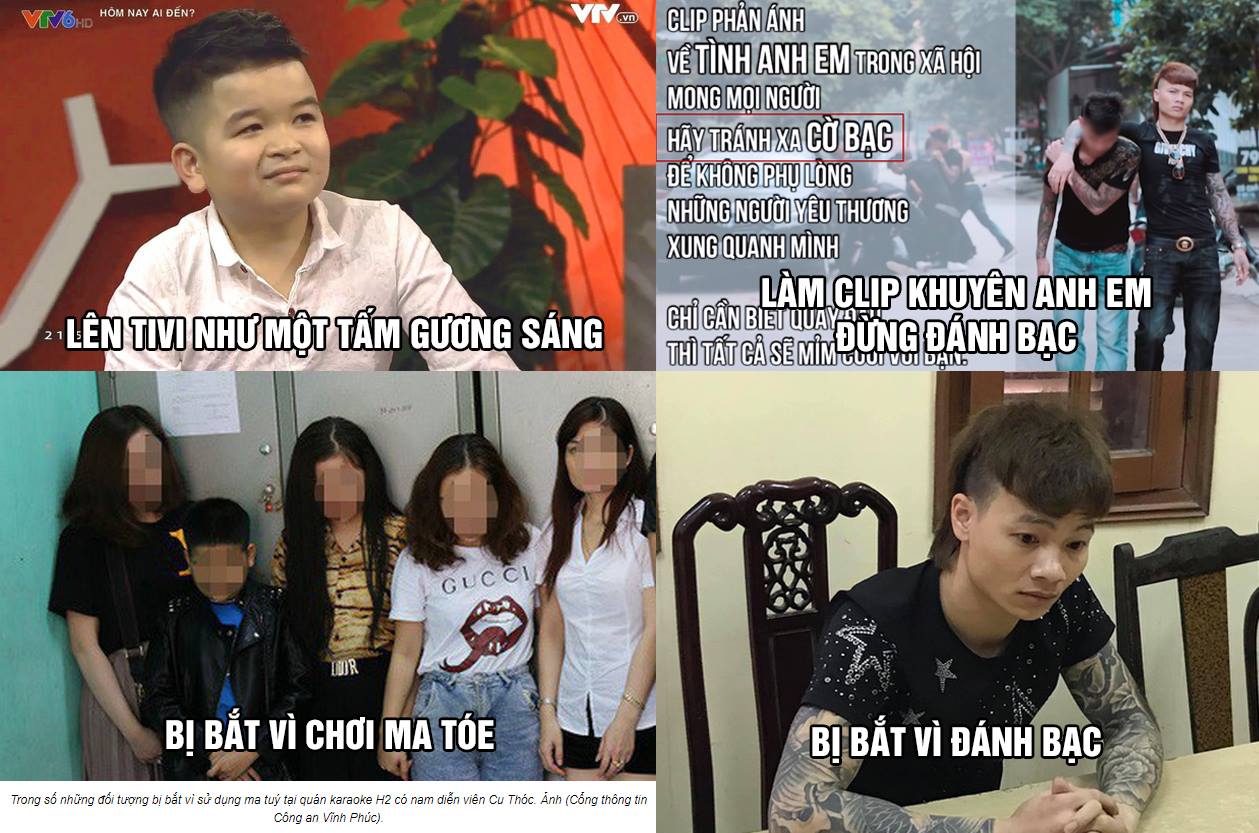 VTV6HD
HÔM NAY AI ĐẾN?
VTV.vn
LÊN TIVI NHƯ MỘT TẤM GƯƠNG SÁNG
CLIP PHẢN ÁNH
VỀ TÌNH ANH EM TRONG XÃ HỘI
MONG MỌI NGƯỜI
HÃY TRÁNH XA CỜ BẠC
ĐỂ KHÔNG PHỤ LÒNG
NHỮNG NGƯỜI YÊU THƯƠNG
XUNG QUANH MÌNH
CHỈ CẦN BIẾT QUAY
THÌ TẤT CẢ SẼ MỈM CƯỜI VỚI BẠN.
LÀM CLIP KHUYÊN ANH EM
ĐỪNG ĐÁNH BẠC
GUCCI
BỊ BẮT VÌ CHƠI MA TÓE
Trong số những đối tượng bị bắt vì sử dụng ma tuý tại quán karaoke H2 có nam diễn viên Cu Thóc. Ảnh (Cổng thông tin
Công an Vĩnh Phúc).
BỊ BẮT VÌ ĐÁNH BẠC